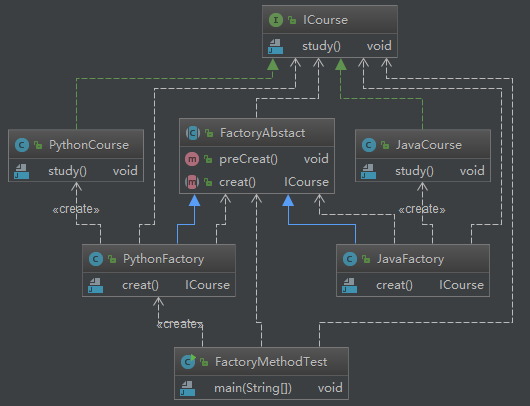 ICourse
study() void
PythonCourse
study() void
FactoryAbstact
preCreat() void
creat() ICourse
JavaCourse
study() void
«create»
«create»
PythonFactory
creat() ICourse
JavaFactory
creat() ICourse
«create»
FactoryMethodTest
main(String[]) void